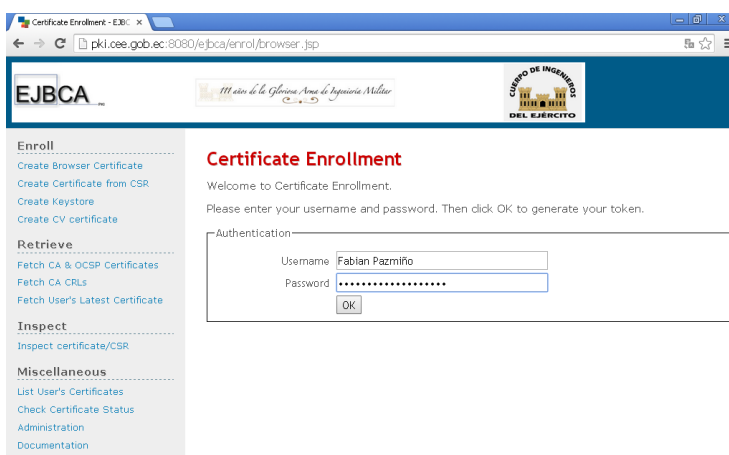 Certificate Enrollment - EJBC
pki.cee.gob.ec:8080/ejbca/enrol/browser.jsp
EJBCA
111 años de la Gloriosa Arma de Ingeniería Militar
CUERPO DE INGENIEROS
DEL EJÉRCITO
Enroll
Create Browser Certificate
Create Certificate from CSR
Create Keystore
Create CV certificate
Retrieve
Fetch CA & OCSP Certificates
Fetch CA CRLs
Fetch User's Latest Certificate
Inspect
Inspect certificate/CSR
Miscellaneous
List User's Certificates
Check Certificate Status
Administration
Documentation
Certificate Enrollment
Welcome to Certificate Enrollment.
Please enter your username and password. Then click OK to generate your token.
Authentication
Username Fabian Pazmiño
Password •••••••••••••••••••
OK